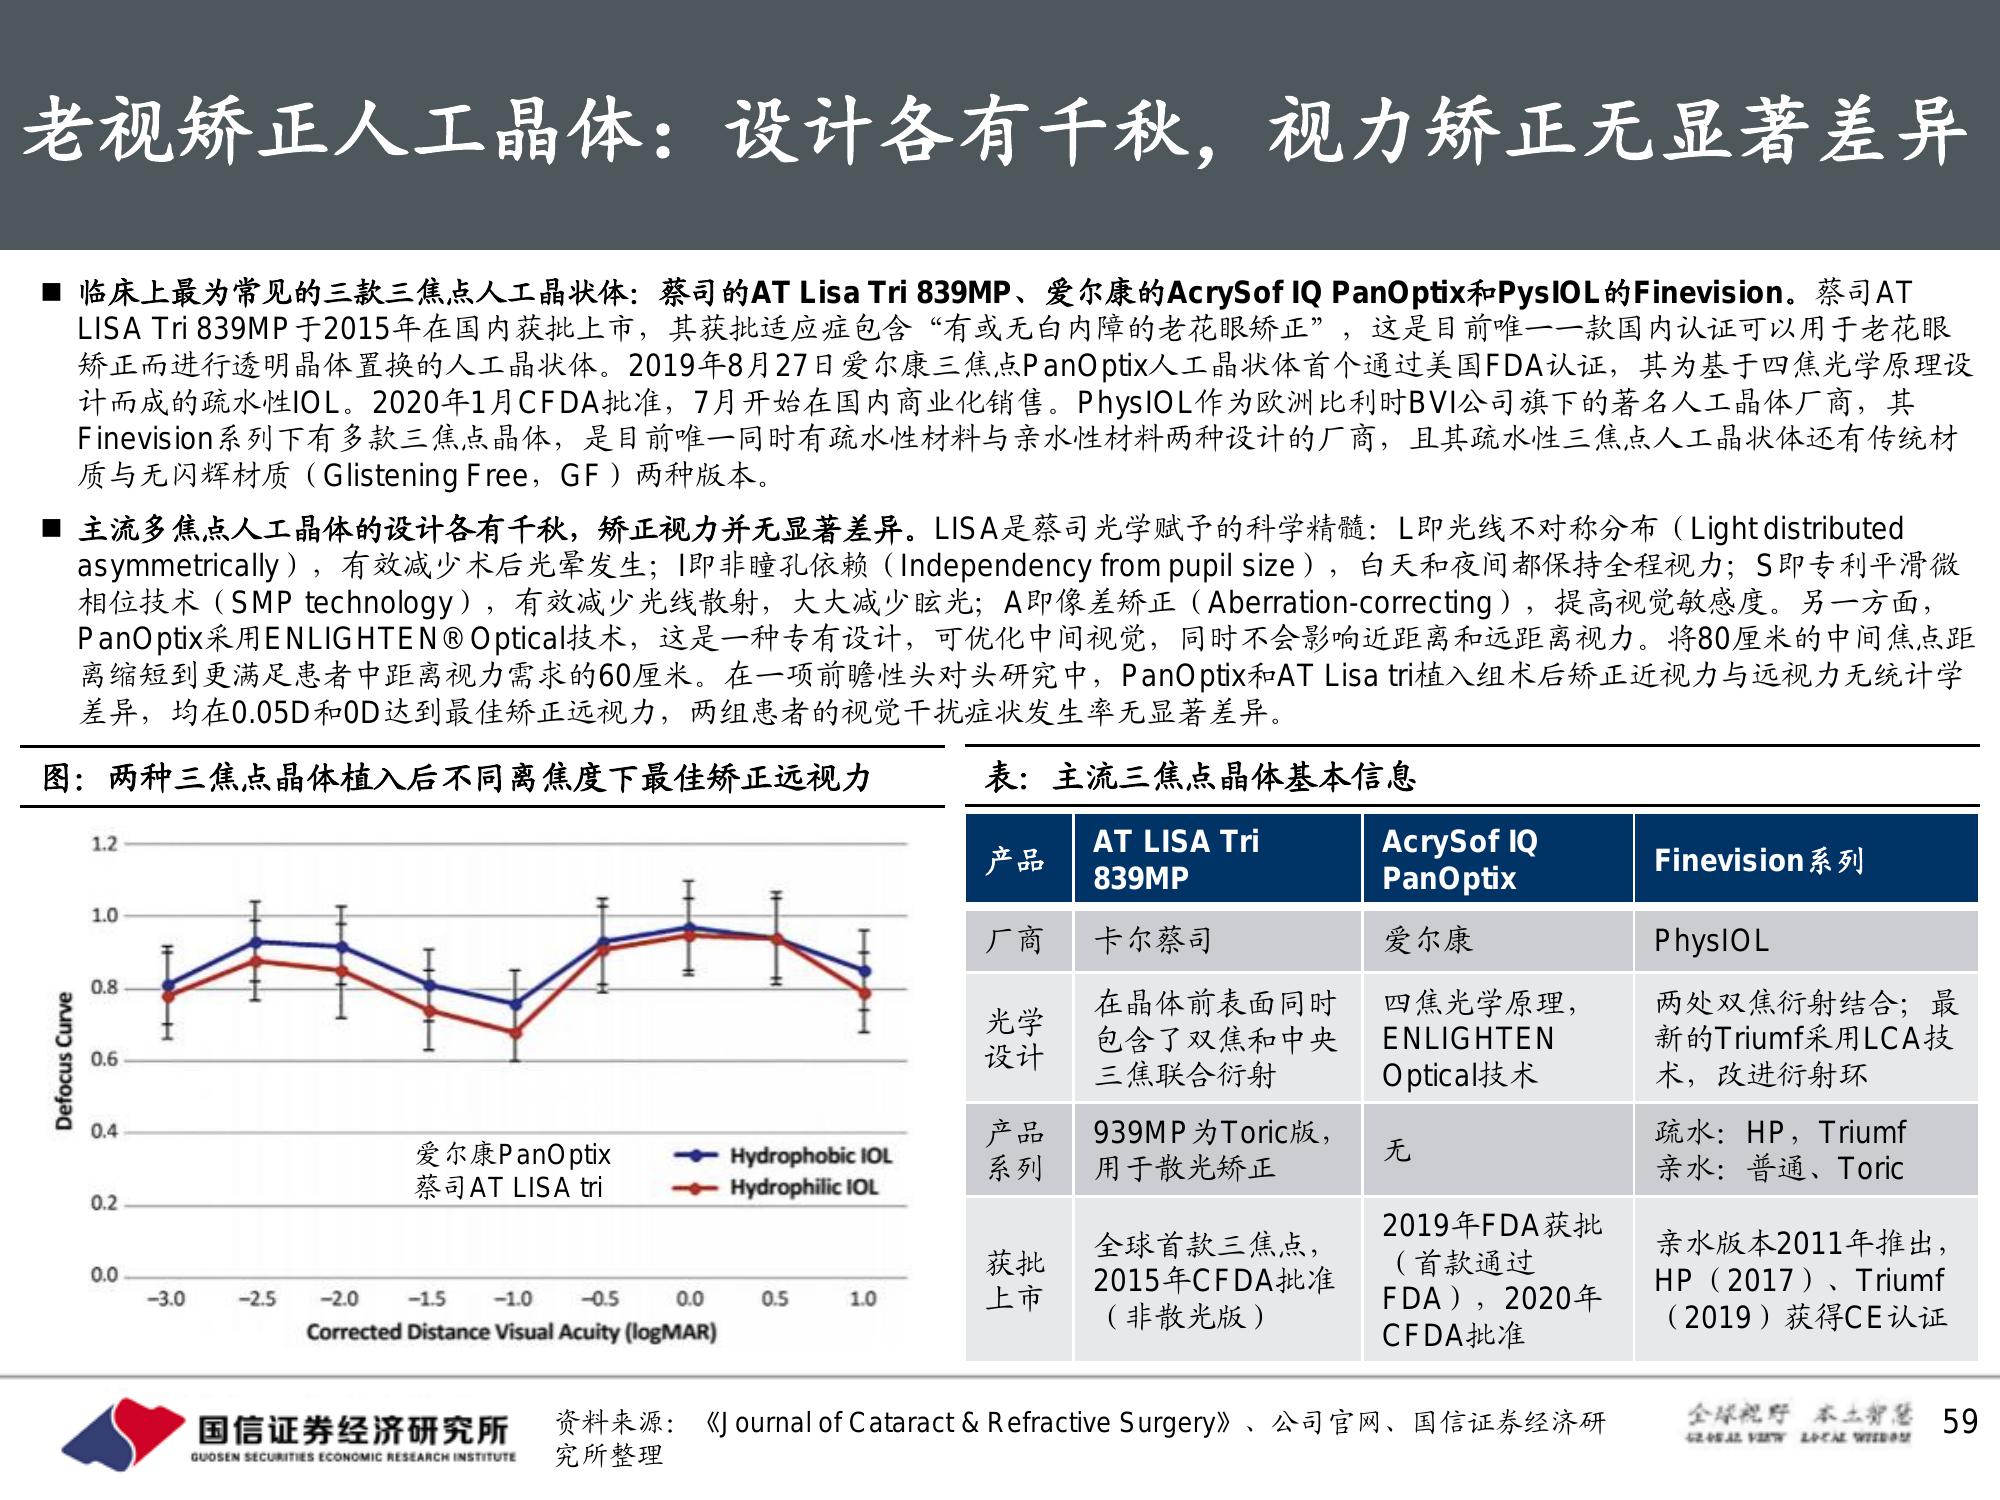 老视矫正人工晶体：设计各有千秋，视力矫正无显著差异
■ 临床上最为常见的三款三焦点人工晶状体：蔡司的AT Lisa Tri 839MP、爱尔康的AcrySof IQ PanOptix和PysIOL的Finevision。蔡司AT
LISA Tri 839MP于2015年在国内获批上市，其获批适应症包含“有或无白内障的老花眼矫正”，这是目前唯一一款国内认证可以用于老花眼
矫正而进行透明晶体置换的人工晶状体。2019年8月27日爱尔康三焦点PanOptix人工晶状体首个通过美国FDA认证，其为基于四焦光学原理设
计而成的疏水性IOL。2020年1月CFDA批准，7月开始在国内商业化销售。PhysIOL作为欧洲比利时BVI公司旗下的著名人工晶体厂商，其
Finevision系列下有多款三焦点晶体，是目前唯一同时有疏水性材料与亲水性材料两种设计的厂商，且其疏水性三焦点人工晶状体还有传统材
质与无闪辉材质（Glistening Free，GF）两种版本。
■ 主流多焦点人工晶体的设计各有千秋，矫正视力并无显著差异。LISA是蔡司光学赋予的科学精髓：L即光线不对称分布（Light distributed
asymmetrically），有效减少术后光晕发生；I即非瞳孔依赖（Independency from pupil size），白天和夜间都保持全程视力；S即专利平滑微
相位技术（SMP technology），有效减少光线散射，大大减少眩光；A即像差矫正（Aberration-correcting），提高视觉敏感度。另一方面，
PanOptix采用ENLIGHTEN® Optical技术，这是一种专有设计，可优化中间视觉，同时不会影响近距离和远距离视力。将80厘米的中间焦点距
离缩短到更满足患者中距离视力需求的60厘米。在一项前瞻性头对头研究中，PanOptix和AT Lisa tri植入组术后矫正近视力与远视力无统计学
差异，均在0.05D和0D达到最佳矫正远视力，两组患者的视觉干扰症状发生率无显著差异。
图：两种三焦点晶体植入后不同离焦度下最佳矫正远视力
1.2
1.0
0.8
0.6
0.4
0.2
0.0
Defocus Curve
爱尔康PanOptix
蔡司AT LISA tri
Hydrophobic IOL
Hydrophilic IOL
−3.0 −2.5 −2.0 −1.5 −1.0 −0.5 0.0 0.5 1.0
Corrected Distance Visual Acuity (logMAR)
表：主流三焦点晶体基本信息
产品
AT LISA Tri
839MP
AcrySof IQ
PanOptix
Finevision系列
厂商
卡尔蔡司
爱尔康
PhysIOL
光学
设计
在晶体前表面同时
包含了双焦和中央
三焦联合衍射
四焦光学原理，
ENLIGHTEN
Optical技术
两处双焦衍射结合；最
新的Triumf采用LCA技
术，改进衍射环
产品
系列
939MP为Toric版，
用于散光矫正
无
疏水：HP，Triumf
亲水：普通、Toric
获批
上市
全球首款三焦点，
2015年CFDA批准
（非散光版）
2019年FDA获批
（首款通过
FDA），2020年
CFDA批准
亲水版本2011年推出，
HP（2017）、Triumf
（2019）获得CE认证
国信证券经济研究所
GUOSEN SECURITIES ECONOMIC RESEARCH INSTITUTE
资料来源：《Journal of Cataract & Refractive Surgery》、公司官网、国信证券经济研
究所整理
全球视野 本土智慧
GLOBAL VIEW LOCAL WISDOM
59